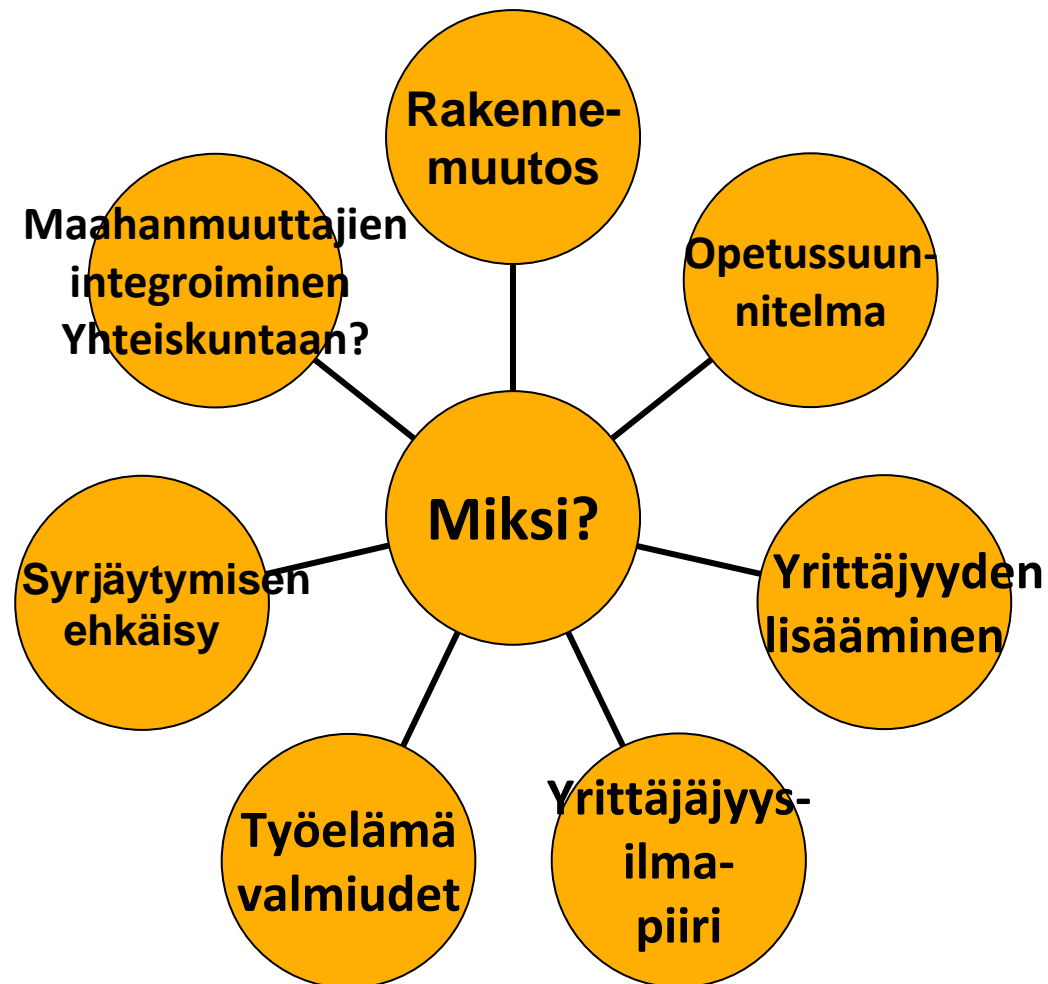 Rakenne-
muutos
Opetussuun-
nitelma
Yrittäjyyden
lisääminen
Yrittäjäjyys-
ilma-
piiri
Työelämä
valmiudet
Syrjäytymisen
ehkäisy
Maahanmuuttajien
integroiminen
Yhteiskuntaan?
Miksi?